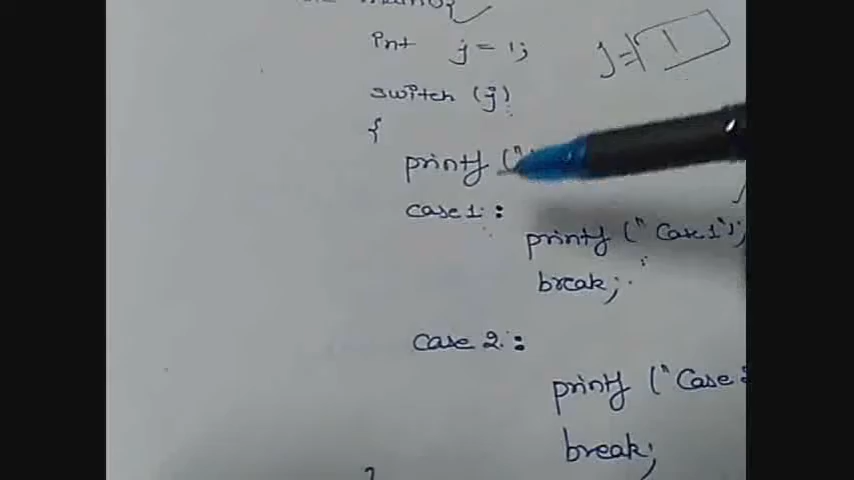 int j = 1;
j = 1
switch (j)
{
printf ("
case 1 :
printf (" Case 1");
break;
case 2 :
printf (" Case
break;